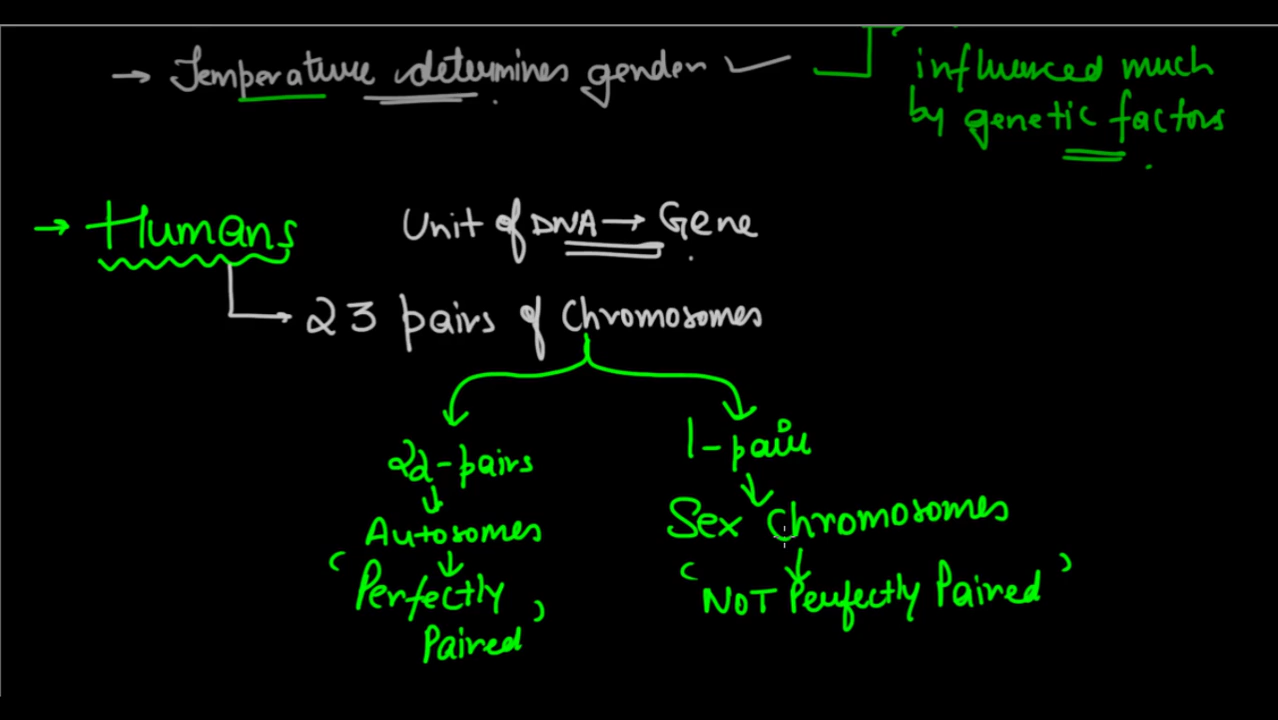 → Temperature determines gender ✓
influenced much
by genetic factors
→ Humans
Unit of DNA → Gene
23 pairs of Chromosomes
22-pairs
1-pair
Autosomes
Sex Chromosomes
(Perfectly
Paired)
(NOT Perfectly Paired)